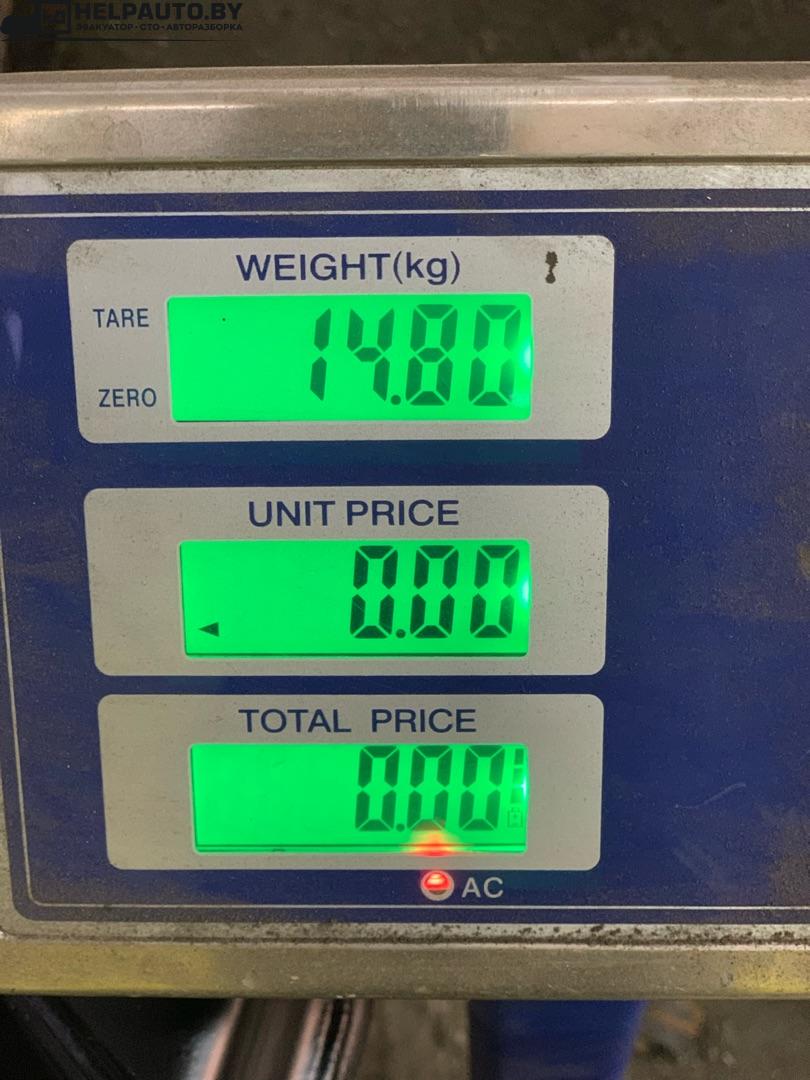 HELPAUTO.BY
ЭВАКУАТОР · СТО · АВТОРАЗБОРКА
WEIGHT(kg)
TARE
14.80
ZERO
UNIT PRICE
0.00
TOTAL PRICE
0.00
AC